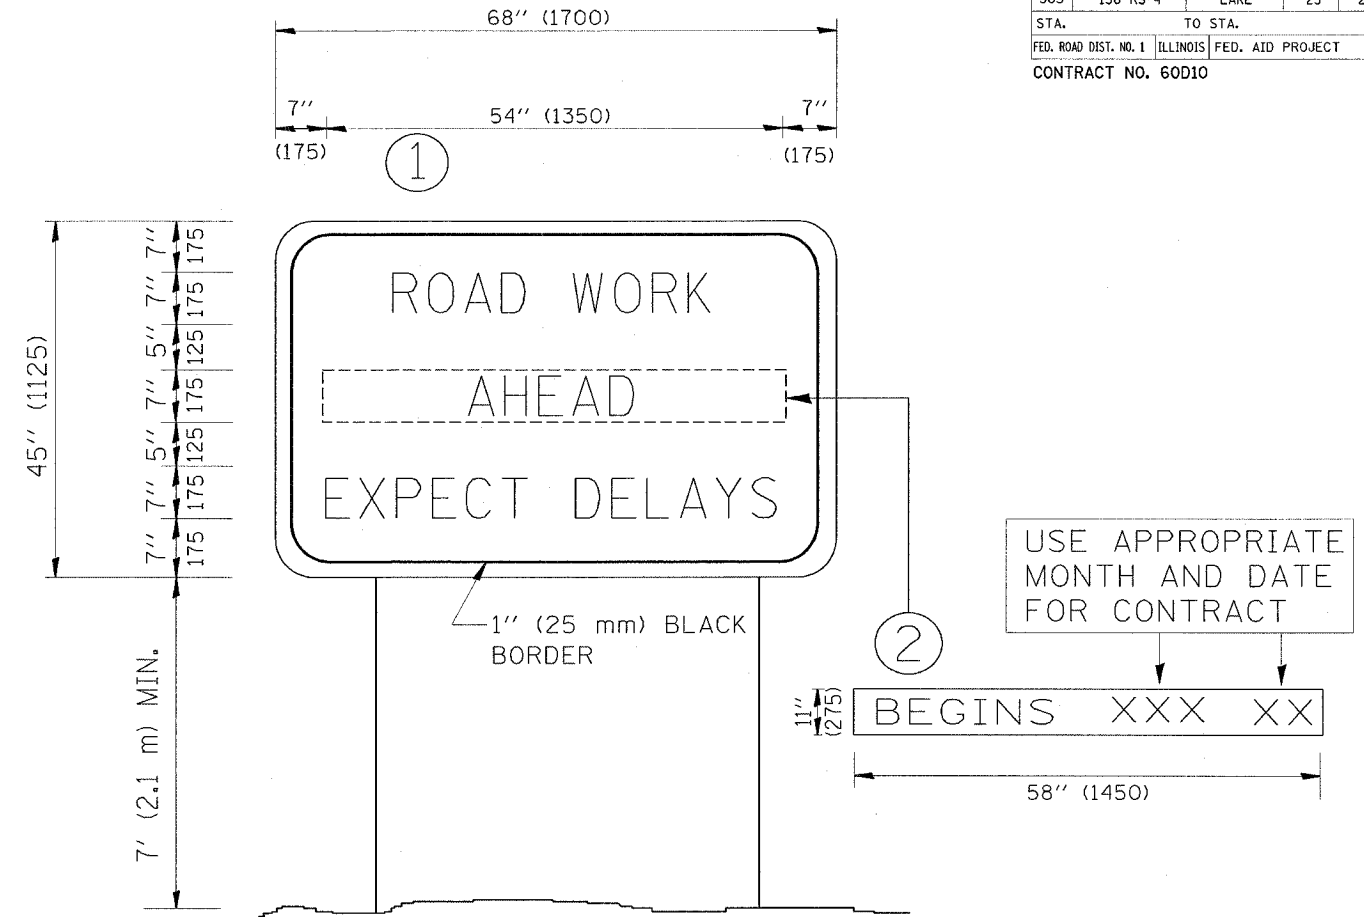 68'' (1700)
7'' 54'' (1350) 7''
(175) (175)
1
STA. TO STA.
FED. ROAD DIST. NO. 1 ILLINOIS FED. AID PROJECT
CONTRACT NO. 60D10
45'' (1125)
7'' 175
7'' 175
5'' 125
7'' 175
5'' 125
7'' 175
7'' 175
ROAD WORK
AHEAD
EXPECT DELAYS
1'' (25 mm) BLACK
BORDER
7' (2.1 m) MIN.
USE APPROPRIATE
MONTH AND DATE
FOR CONTRACT
2
11''
(275)
BEGINS XXX XX
58'' (1450)